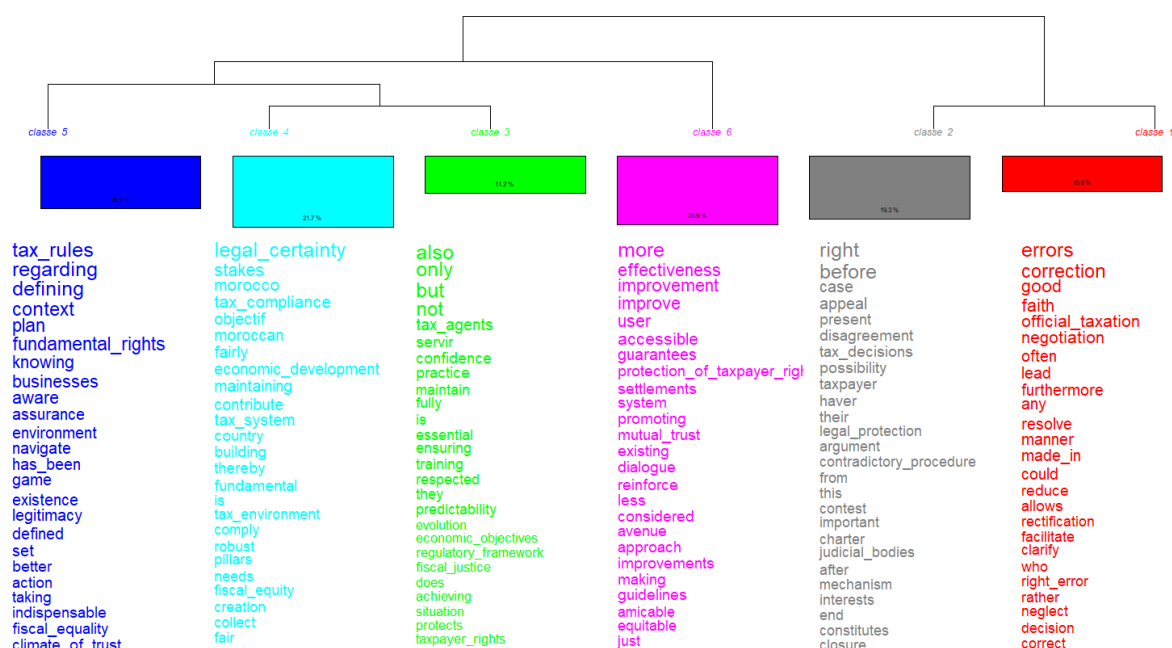 classe 5
classe 4
classe 3
classe 6
classe 2
classe 1
21.7 %
11.2 %
20.9 %
19.3 %
tax_rules
regarding
defining
context
plan
fundamental_rights
knowing
businesses
aware
assurance
environment
navigate
has_been
game
existence
legitimacy
defined
set
better
action
taking
indispensable
fiscal_equality
climate_of_trust
legal_certainty
stakes
morocco
tax_compliance
objectif
moroccan
fairly
economic_development
maintaining
contribute
tax_system
country
building
thereby
fundamental
is
tax_environment
comply
robust
pillars
needs
fiscal_equity
creation
collect
fair
also
only
but
not
tax_agents
servir
confidence
practice
maintain
fully
is
essential
ensuring
training
respected
they
predictability
evolution
economic_objectives
regulatory_framework
fiscal_justice
does
achieving
situation
protects
taxpayer_rights
more
effectiveness
improvement
improve
user
accessible
guarantees
protection_of_taxpayer_righ
settlements
system
promoting
mutual_trust
existing
dialogue
reinforce
less
considered
avenue
approach
improvements
making
guidelines
amicable
equitable
just
right
before
case
appeal
present
disagreement
tax_decisions
possibility
taxpayer
haver
their
legal_protection
argument
contradictory_procedure
from
this
contest
important
charter
judicial_bodies
after
mechanism
interests
end
constitutes
closure
errors
correction
good
faith
official_taxation
negotiation
often
lead
furthermore
any
resolve
manner
made_in
could
reduce
allows
rectification
facilitate
clarify
who
right_error
rather
neglect
decision
correct